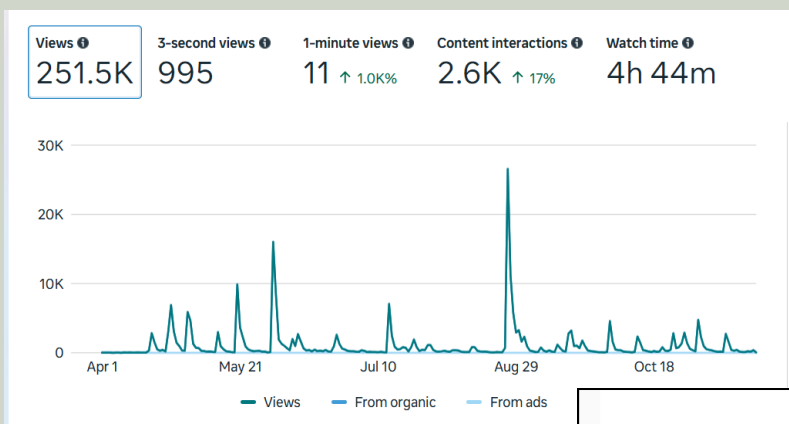 Views 3-second views 1-minute views Content interactions Watch time
251.5K 995 11 ↑ 1.0K% 2.6K ↑ 17% 4h 44m
30K
20K
10K
0
Apr 1 May 21 Jul 10 Aug 29 Oct 18
Views From organic From ads